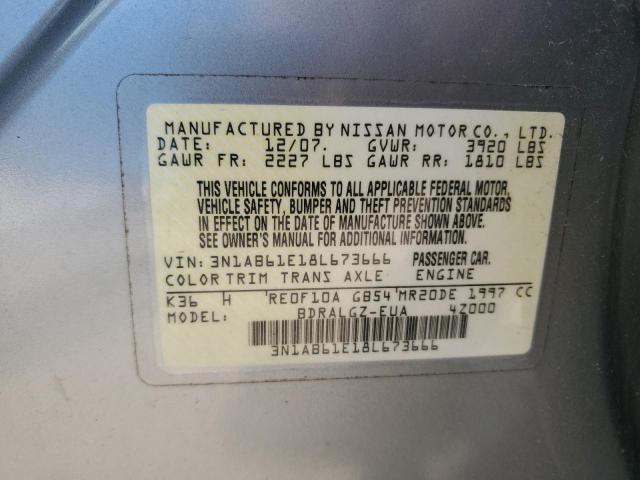 MANUFACTURED BY NISSAN MOTOR CO., LTD.
DATE: 12/07. GVWR: 3920 LBS
GAWR FR: 2227 LBS GAWR RR: 1810 LBS
THIS VEHICLE CONFORMS TO ALL APPLICABLE FEDERAL MOTOR
VEHICLE SAFETY, BUMPER AND THEFT PREVENTION STANDARDS
IN EFFECT ON THE DATE OF MANUFACTURE SHOWN ABOVE.
SEE OWNER'S MANUAL FOR ADDITIONAL INFORMATION.
VIN: 3N1AB61E18L673666 PASSENGER CAR.
COLOR TRIM TRANS AXLE ENGINE
K36 H RE0F10A GB54 MR20DE 1997 CC
MODEL: BDRALGZ-EUA 4Z000
3N1AB61E18L673666